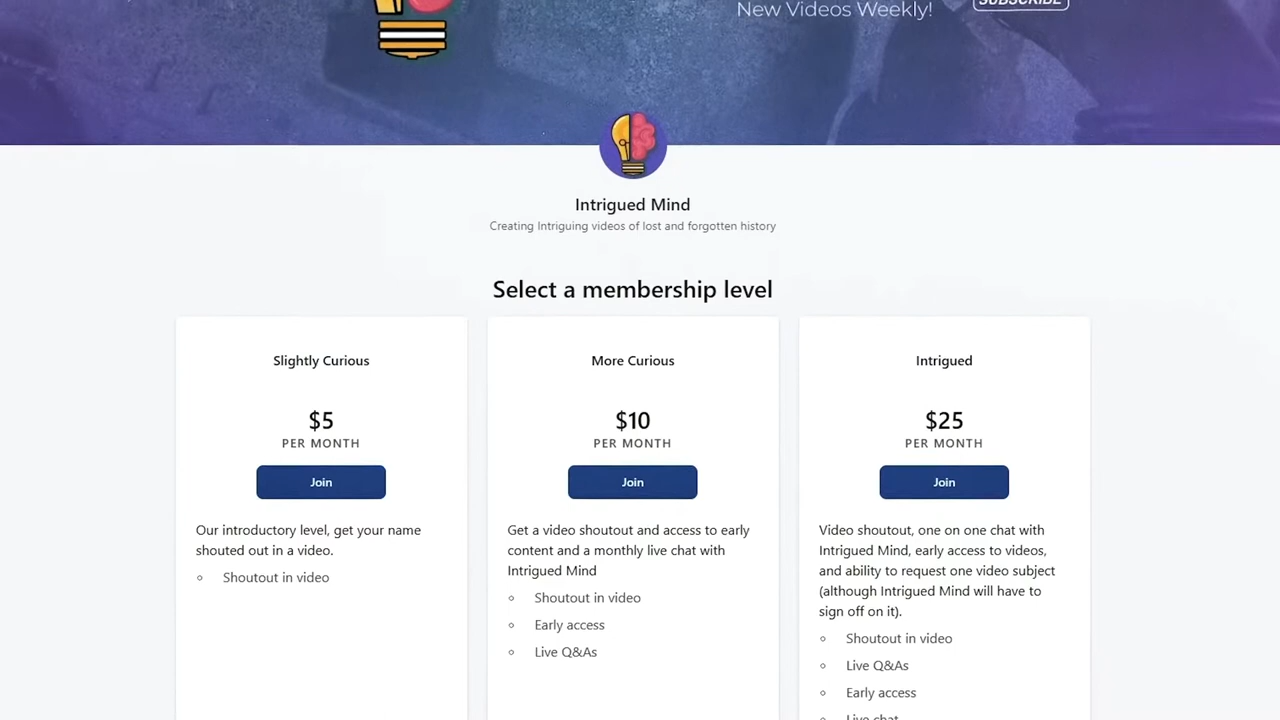 New Videos Weekly!
SUBSCRIBE
Intrigued Mind
Creating Intriguing videos of lost and forgotten history
Select a membership level
Slightly Curious
$5
PER MONTH
Join
Our introductory level, get your name
shouted out in a video.
Shoutout in video
More Curious
$10
PER MONTH
Join
Get a video shoutout and access to early
content and a monthly live chat with
Intrigued Mind
Shoutout in video
Early access
Live Q&As
Intrigued
$25
PER MONTH
Join
Video shoutout, one on one chat with
Intrigued Mind, early access to videos,
and ability to request one video subject
(although Intrigued Mind will have to
sign off on it).
Shoutout in video
Live Q&As
Early access
Live chat